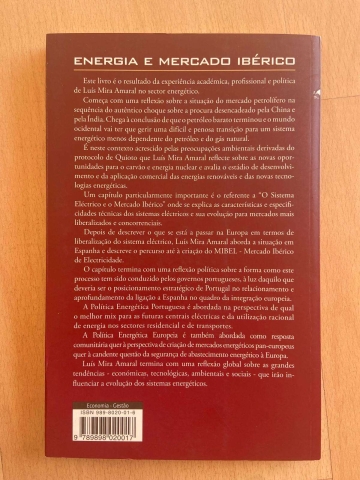 ENERGIA E MERCADO IBÉRICO
Este livro é o resultado da experiência académica, profissional e política
de Luís Mira Amaral no sector energético.
Começa com uma reflexão sobre a situação do mercado petrolífero na
sequência do autêntico choque sobre a procura desencadeado pela China e
pela Índia. Chega à conclusão de que o petróleo barato terminou e o mundo
ocidental vai ter que gerir uma difícil e penosa transição para um sistema
energético menos dependente do petróleo e do gás natural.
É neste contexto acrescido pelas preocupações ambientais derivadas do
protocolo de Quioto que Luís Mira Amaral reflecte sobre as novas opor-
tunidades para o carvão e energia nuclear e avalia o estádio de desenvolvi-
mento e da aplicação comercial das energias renováveis e das novas tecno-
logias energéticas.
Um capítulo particularmente importante é o referente a "O Sistema
Eléctrico e o Mercado Ibérico" onde se explica as características e especifi-
cidades técnicas dos sistemas eléctricos e sua evolução para mercados mais
liberalizados e concorrenciais.
Depois de descrever o que se está a passar na Europa em termos de
liberalização do sistema eléctrico, Luís Mira Amaral aborda a situação em
Espanha e descreve o percurso até à criação do MIBEL - Mercado Ibérico
de Electricidade.
O capítulo termina com uma reflexão política sobre a forma como este
processo tem sido conduzido pelos governos portugueses, à luz daquilo que
deveria ser o posicionamento estratégico de Portugal no relacionamento e
aprofundamento da ligação a Espanha no quadro da integração europeia.
A Política Energética Portuguesa é abordada na perspectiva de qual
o melhor mix para as futuras centrais eléctricas e da utilização racional
de energia nos sectores residencial e de transportes.
A Política Energética Europeia é também abordada como resposta
comunitária quer à perspectiva de criação de mercados energéticos pan-europeus
quer à candente questão da segurança de abastecimento energético à Europa.
Luís Mira Amaral termina com uma reflexão global sobre as grandes
tendências - económicas, tecnológicas, ambientais e sociais - que irão in-
fluenciar a evolução dos sistemas energéticos.
Economia - Gestão
ISBN 989-8020-01-8
9 789898 020017